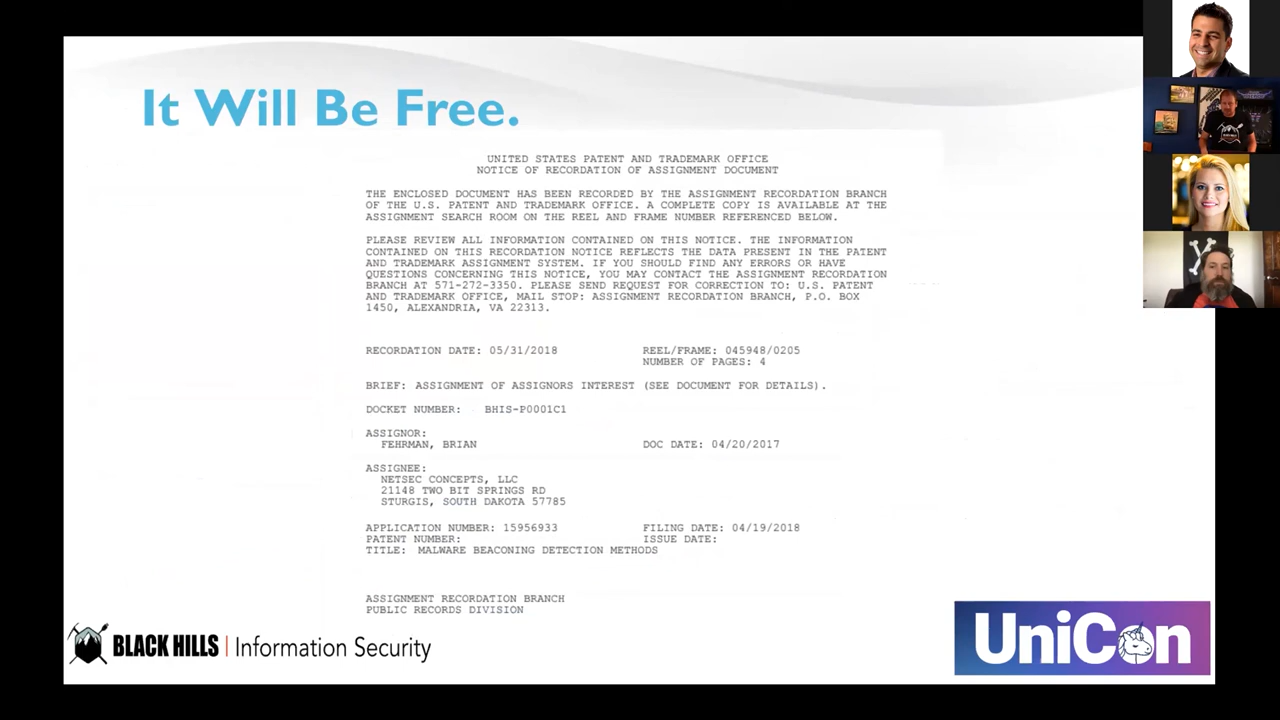 It Will Be Free.
UNITED STATES PATENT AND TRADEMARK OFFICE
NOTICE OF RECORDATION OF ASSIGNMENT DOCUMENT
THE ENCLOSED DOCUMENT HAS BEEN RECORDED BY THE ASSIGNMENT RECORDATION BRANCH
OF THE U.S. PATENT AND TRADEMARK OFFICE. A COMPLETE COPY IS AVAILABLE AT THE
ASSIGNMENT SEARCH ROOM ON THE REEL AND FRAME NUMBER REFERENCED BELOW.
PLEASE REVIEW ALL INFORMATION CONTAINED ON THIS NOTICE. THE INFORMATION
CONTAINED ON THIS RECORDATION NOTICE REFLECTS THE DATA PRESENT IN THE PATENT
AND TRADEMARK ASSIGNMENT SYSTEM. IF YOU SHOULD FIND ANY ERRORS OR HAVE
QUESTIONS CONCERNING THIS NOTICE, YOU MAY CONTACT THE ASSIGNMENT RECORDATION
BRANCH AT 571-272-3350. PLEASE SEND REQUEST FOR CORRECTION TO: U.S. PATENT
AND TRADEMARK OFFICE, MAIL STOP: ASSIGNMENT RECORDATION BRANCH, P.O. BOX
1450, ALEXANDRIA, VA 22313.
RECORDATION DATE: 05/31/2018 REEL/FRAME: 045948/0205
NUMBER OF PAGES: 4
BRIEF: ASSIGNMENT OF ASSIGNORS INTEREST (SEE DOCUMENT FOR DETAILS).
DOCKET NUMBER: BHIS-P0001C1
ASSIGNOR:
FEHRMAN, BRIAN DOC DATE: 04/20/2017
ASSIGNEE:
NETSEC CONCEPTS, LLC
21148 TWO BIT SPRINGS RD
STURGIS, SOUTH DAKOTA 57785
APPLICATION NUMBER: 15956933 FILING DATE: 04/19/2018
PATENT NUMBER: ISSUE DATE:
TITLE: MALWARE BEACONING DETECTION METHODS
ASSIGNMENT RECORDATION BRANCH
PUBLIC RECORDS DIVISION
BLACK HILLS | Information Security
UniCon